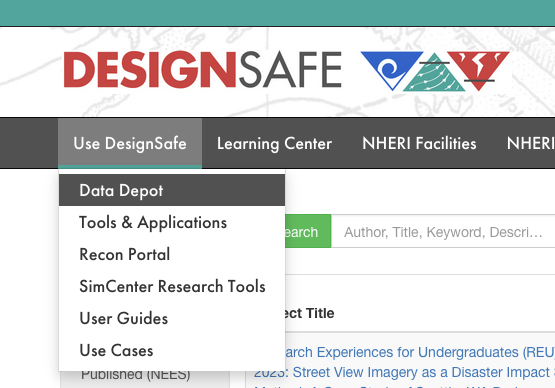 DESIGNSAFE
Use DesignSafe Learning Center NHERI Facilities NHERI
Data Depot
Tools & Applications
Recon Portal
SimCenter Research Tools
User Guides
Use Cases
earch Author, Title, Keyword, Descri...
ect Title
arch Experiences for Undergraduates (REU
2023: Street View Imagery as a Disaster Impact
Published (NEES)